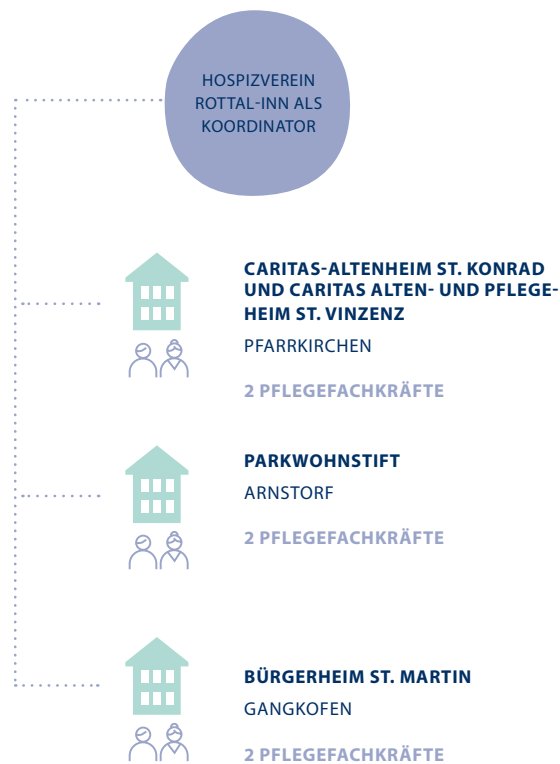 HOSPIZVEREIN
ROTTAL-INN ALS
KOORDINATOR
CARITAS-ALTENHEIM ST. KONRAD
UND CARITAS ALTEN- UND PFLEGE-
HEIM ST. VINZENZ
PFARRKIRCHEN
2 PFLEGEFACHKRÄFTE
PARKWOHNSTIFT
ARNSTORF
2 PFLEGEFACHKRÄFTE
BÜRGERHEIM ST. MARTIN
GANGKOFEN
2 PFLEGEFACHKRÄFTE